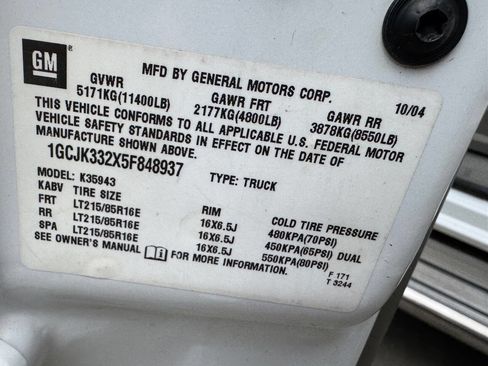 GM ®
MFD BY GENERAL MOTORS CORP. 10/04
GVWR GAWR FRT GAWR RR
5171KG(11400LB) 2177KG(4800LB) 3878KG(8550LB)
THIS VEHICLE CONFORMS TO ALL APPLICABLE U.S. FEDERAL MOTOR
VEHICLE SAFETY STANDARDS IN EFFECT ON THE DATE OF
MANUFACTURE SHOWN ABOVE.
1GCJK332X5F848937 TYPE: TRUCK
MODEL: K35943
KABV TIRE SIZE RIM COLD TIRE PRESSURE
FRT LT215/85R16E 16X6.5J 480KPA(70PSI)
RR LT215/85R16E 16X6.5J 450KPA(65PSI) DUAL
SPA LT215/85R16E 16X6.5J 550KPA(80PSI)
SEE OWNER'S MANUAL FOR MORE INFORMATION.
F 171
T 3244